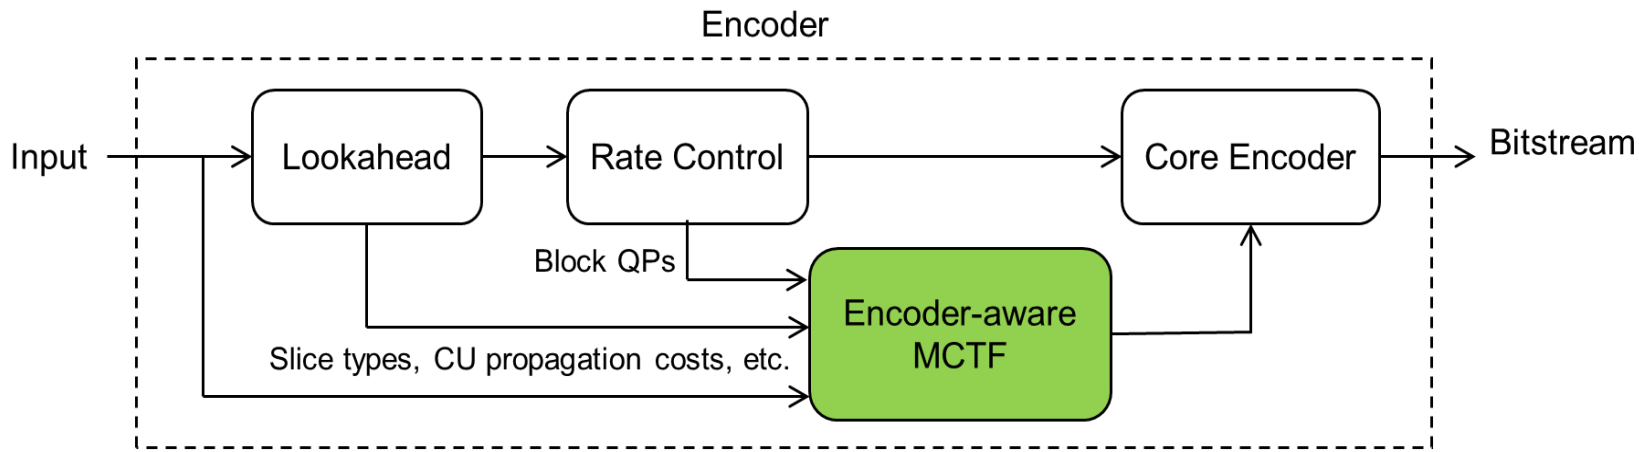 Encoder
Input
Lookahead
Rate Control
Core Encoder
Bitstream
Block QPs
Encoder-aware
MCTF
Slice types, CU propagation costs, etc.